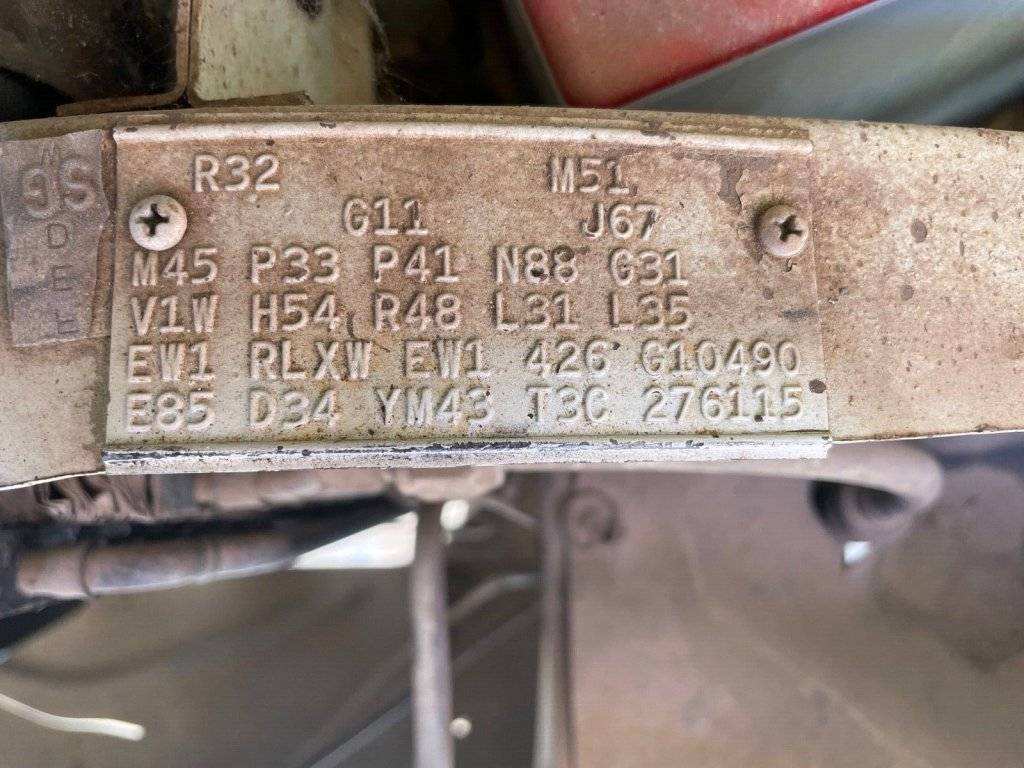 R32 M51
G11 J67
M45 P33 P41 N88 G31
V1W H54 R48 L31 L35
EW1 RLXW EW1 426 G10490
E85 D34 YM43 T3C 276115